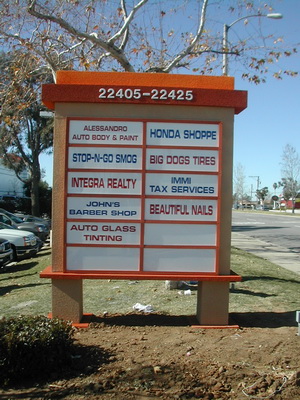 22405-22425
ALESSANDRO
AUTO BODY & PAINT
HONDA SHOPPE
STOP-N-GO SMOG
BIG DOGS TIRES
INTEGRA REALTY
IMMI
TAX SERVICES
JOHN'S
BARBER SHOP
BEAUTIFUL NAILS
AUTO GLASS
TINTING